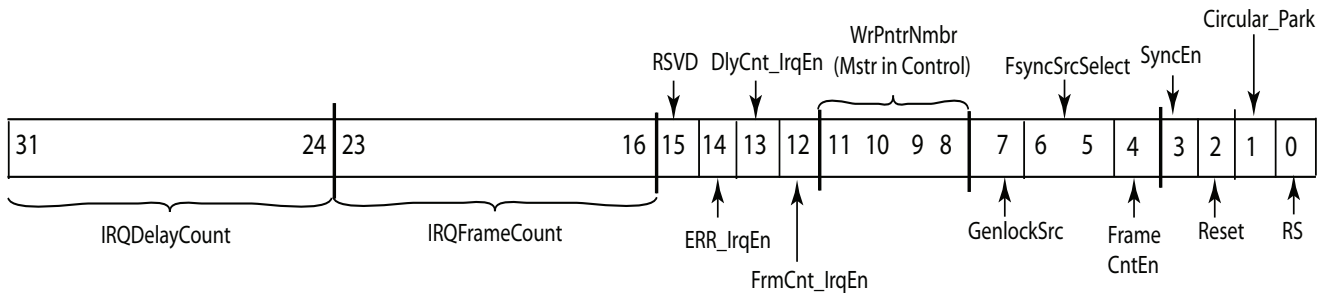 Circular_Park
WrPntrNmbr
RSVD DlyCnt_IrqEn (Mstr in Control) FsyncSrcSelect SyncEn
31 24 23 16 15 14 13 12 11 10 9 8 7 6 5 4 3 2 1 0
IRQDelayCount IRQFrameCount ERR_IrqEn GenlockSrc Frame Reset RS
CntEn
FrmCnt_IrqEn